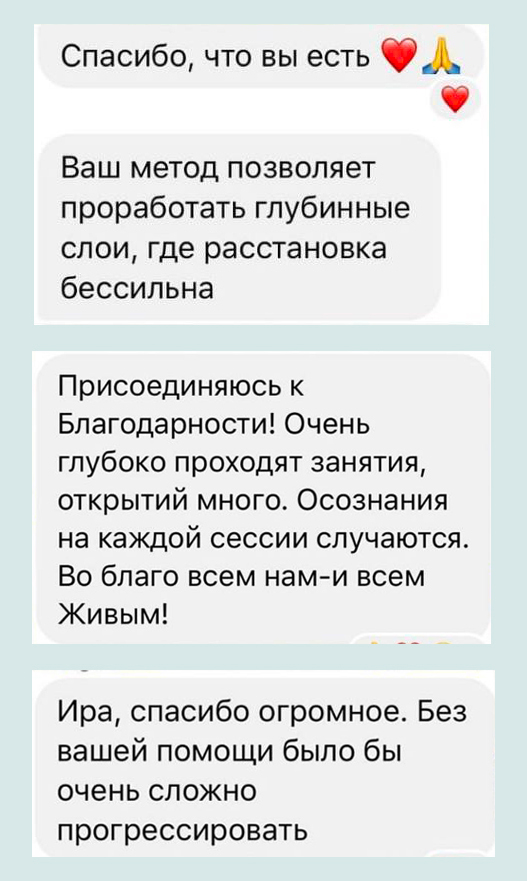 Спасибо, что вы есть ❤️🙏
❤️
Ваш метод позволяет
проработать глубинные
слои, где расстановка
бессильна
Присоединяюсь к
Благодарности! Очень
глубоко проходят занятия,
открытий много. Осознания
на каждой сессии случаются.
Во благо всем нам-и всем
Живым!
Ира, спасибо огромное. Без
вашей помощи было бы
очень сложно
прогрессировать